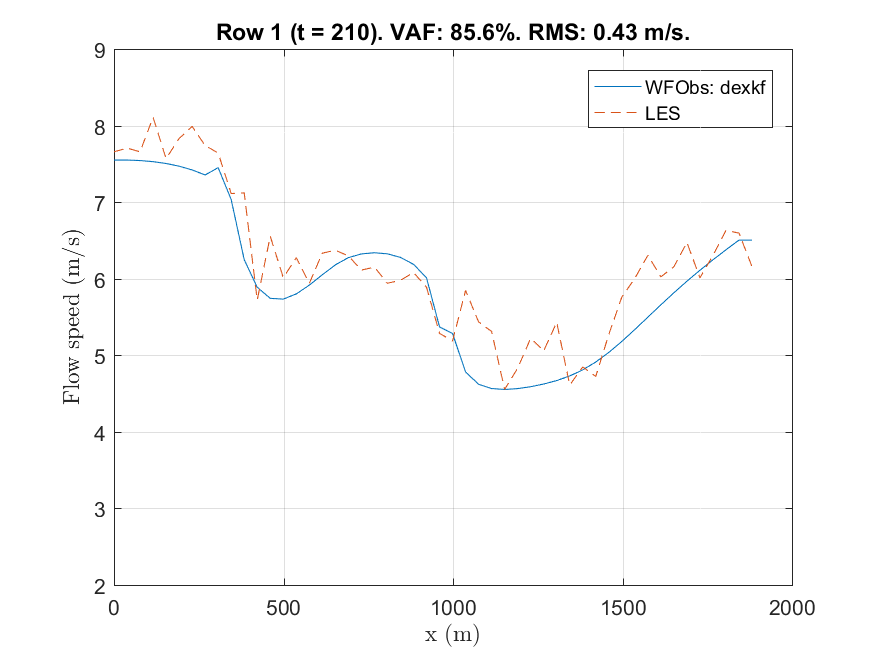 Row 1 (t = 210). VAF: 85.6%. RMS: 0.43 m/s.
9
8
7
6
5
4
3
2
Flow speed (m/s)
WFObs: dexkf
LES
0
500
1000
1500
2000
x (m)